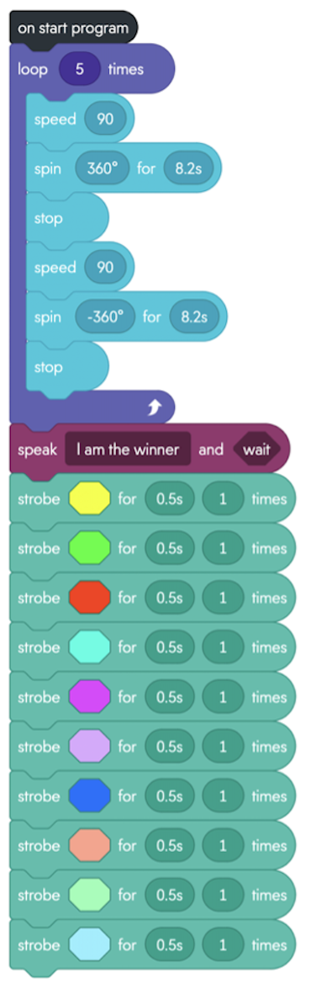 on start program
loop 5 times
speed 90
spin 360° for 8.2s
stop
speed 90
spin -360° for 8.2s
stop
speak I am the winner and wait
strobe for 0.5s 1 times
strobe for 0.5s 1 times
strobe for 0.5s 1 times
strobe for 0.5s 1 times
strobe for 0.5s 1 times
strobe for 0.5s 1 times
strobe for 0.5s 1 times
strobe for 0.5s 1 times
strobe for 0.5s 1 times
strobe for 0.5s 1 times